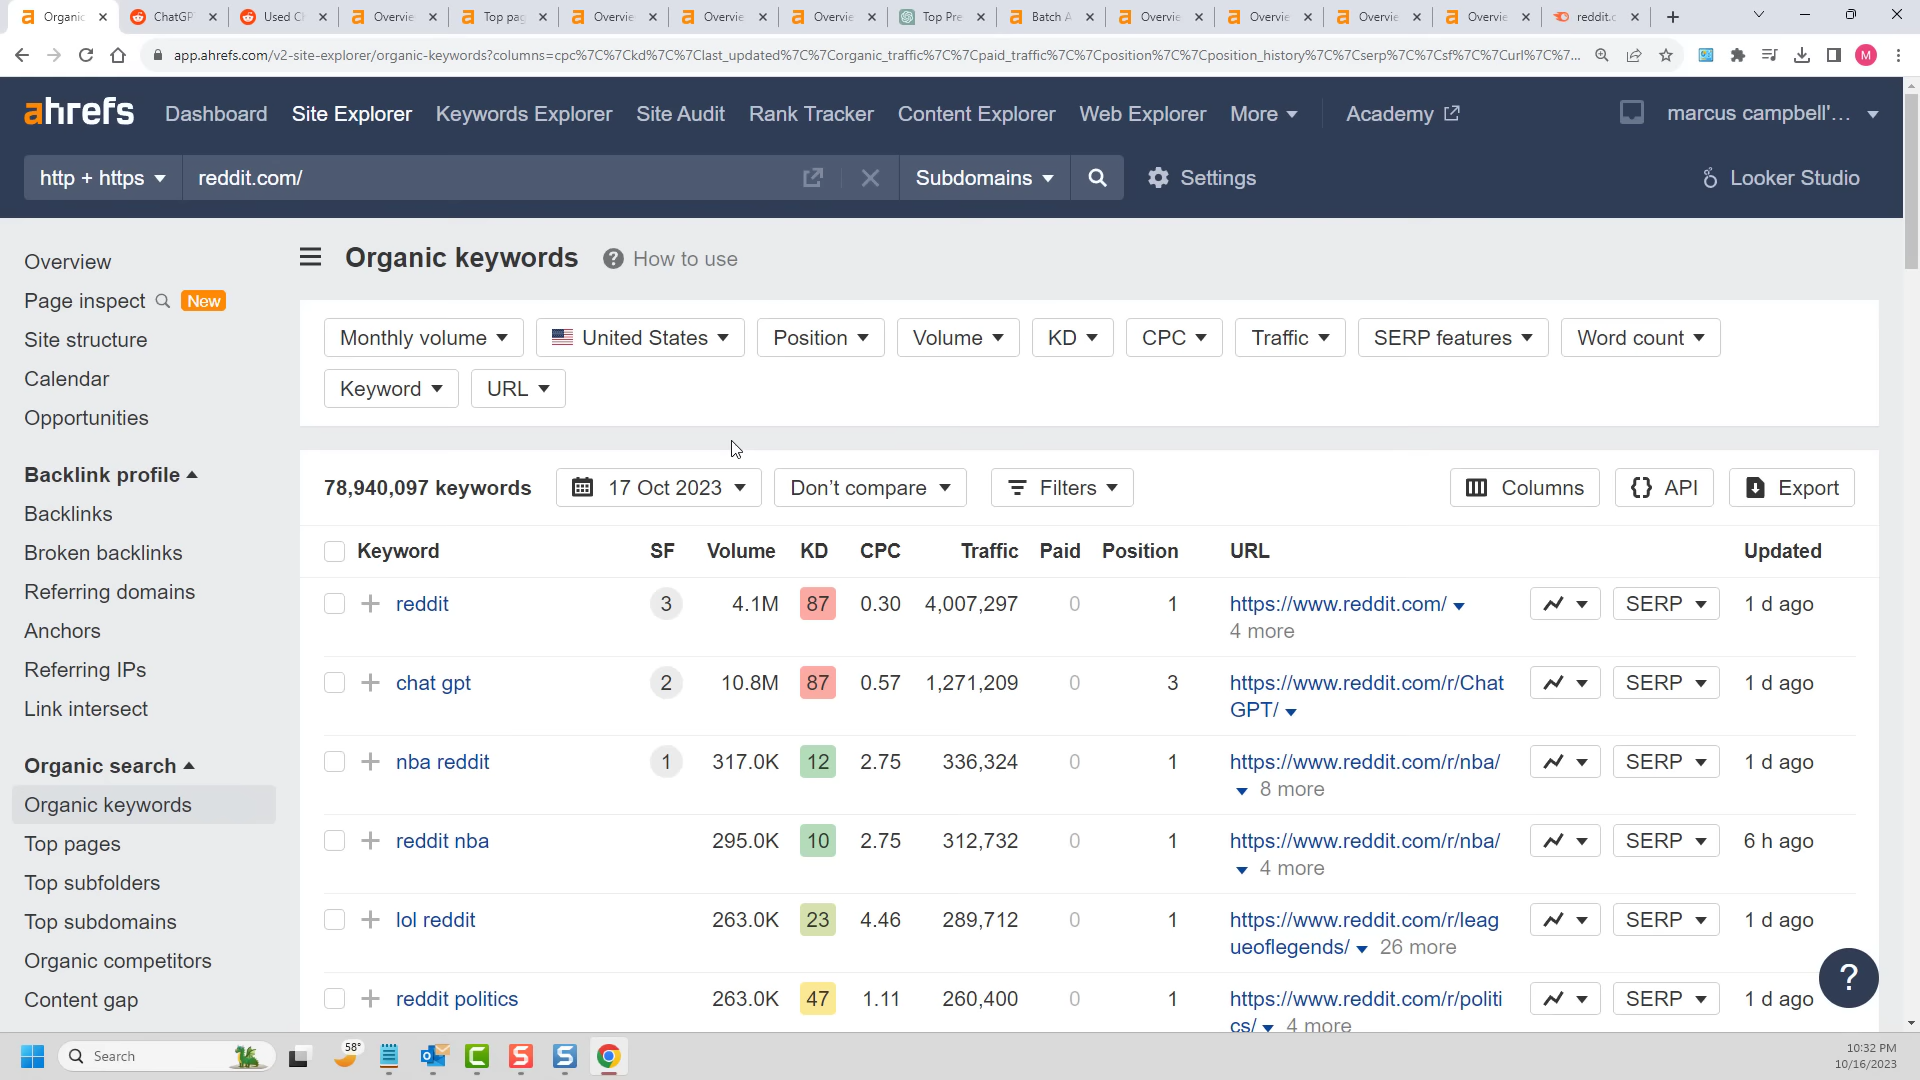 Organic
ChatGP
Used C
Overvie
Top pag
Overvie
Overvie
Overvie
Top Pre
Batch A
Overvie
Overvie
Overvie
Overvie
reddit.c
app.ahrefs.com/v2-site-explorer/organic-keywords?columns=cpc%7C%7Ckd%7C%7Clast_updated%7C%7Corganic_traffic%7C%7Cpaid_traffic%7C%7Cposition%7C%7Cposition_history%7C%7Cserp%7C%7Csf%7C%7Curl%7C%7...
M
ahrefs Dashboard Site Explorer Keywords Explorer Site Audit Rank Tracker Content Explorer Web Explorer More Academy marcus campbell'...
http + https reddit.com/ Subdomains Settings Looker Studio
Overview
Page inspect New
Site structure
Calendar
Opportunities
Backlink profile
Backlinks
Broken backlinks
Referring domains
Anchors
Referring IPs
Link intersect
Organic search
Organic keywords
Top pages
Top subfolders
Top subdomains
Organic competitors
Content gap
Organic keywords ? How to use
Monthly volume United States Position Volume KD CPC Traffic SERP features Word count
Keyword URL
78,940,097 keywords 17 Oct 2023 Don't compare Filters Columns {} API Export
Keyword SF Volume KD CPC Traffic Paid Position URL Updated
reddit 3 4.1M 87 0.30 4,007,297 0 1 https://www.reddit.com/ SERP 1 d ago
4 more
chat gpt 2 10.8M 87 0.57 1,271,209 0 3 https://www.reddit.com/r/Chat SERP 1 d ago
GPT/
nba reddit 1 317.0K 12 2.75 336,324 0 1 https://www.reddit.com/r/nba/ SERP 1 d ago
8 more
reddit nba 295.0K 10 2.75 312,732 0 1 https://www.reddit.com/r/nba/ SERP 6 h ago
4 more
lol reddit 263.0K 23 4.46 289,712 0 1 https://www.reddit.com/r/leag SERP 1 d ago
ueoflegends/ 26 more
reddit politics 263.0K 47 1.11 260,400 0 1 https://www.reddit.com/r/politi SERP 1 d ago
cs/ 4 more
?
Search
58°
10:32 PM
10/16/2023